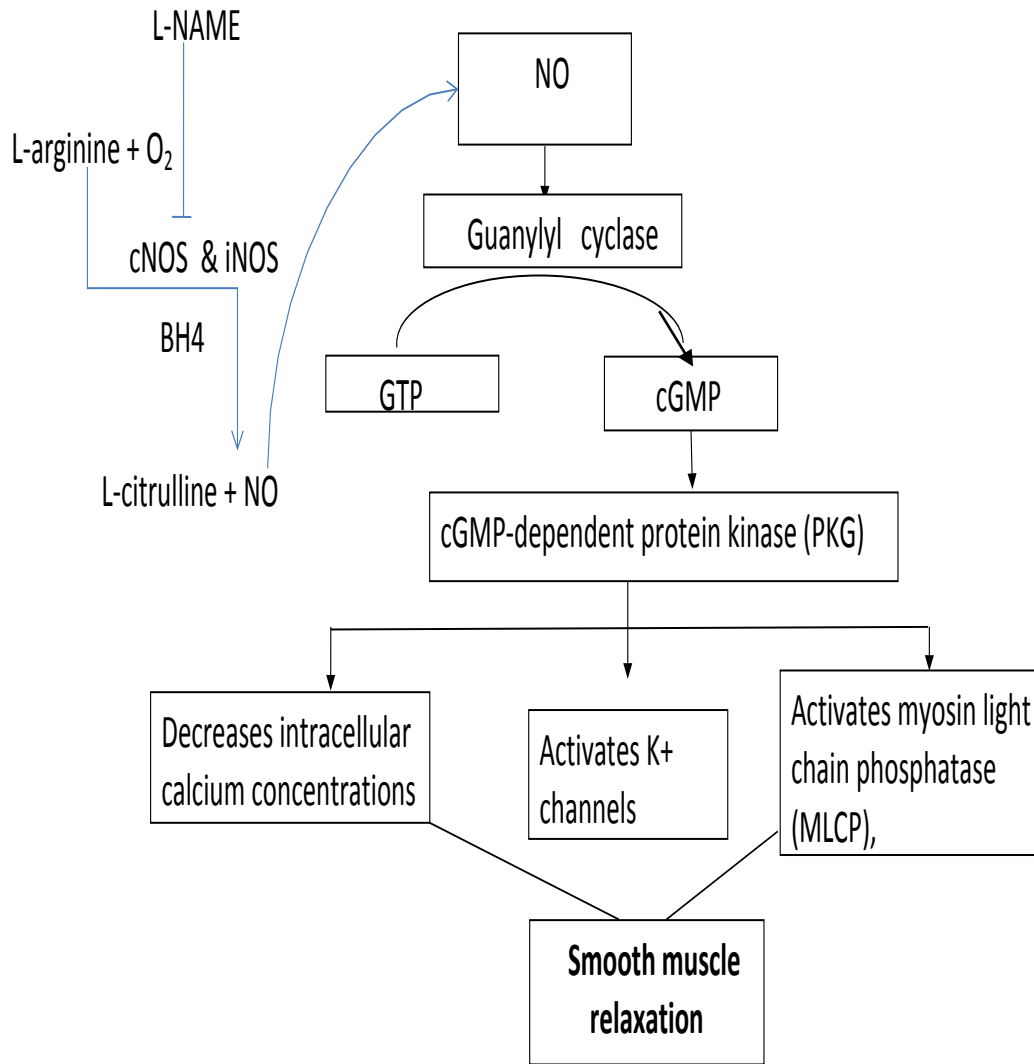 L-NAME
L-arginine + O₂
cNOS & iNOS
BH4
L-citrulline + NO
NO
Guanylyl cyclase
GTP
cGMP
cGMP-dependent protein kinase (PKG)
Decreases intracellular
calcium concentrations
Activates K+
channels
Activates myosin light
chain phosphatase
(MLCP),
Smooth muscle
relaxation